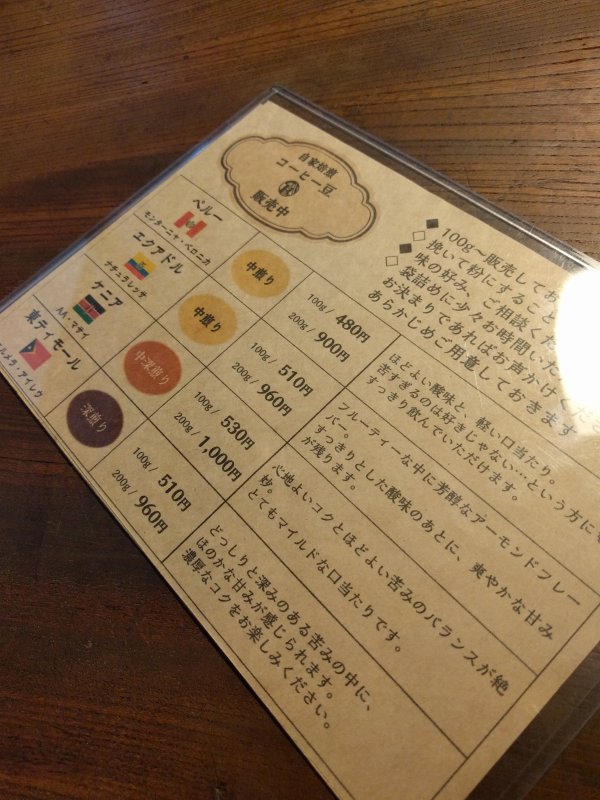 自家焙煎
コーヒー豆
販売中
100g〜販売してお
挽いて粉にすること
味の好み、ご相談くだ
袋詰めに少々お時間いた
お決まりであればお声かけくださ
あらかじめご用意しておきます
ペルー
モンターニャ・ベロニカ
中煎り
100g / 480円
200g / 900円
ほどよい酸味と、軽い口当たり。
苦すぎるのは好きじゃない…という方にも
すっきり飲んでいただけます。
エクアドル
ナチュラレッサ
中煎り
100g / 510円
200g / 960円
フルーティーな中に芳醇なアーモンドフレー
バー。
すっきりとした酸味のあとに、爽やかな甘み
が残ります。
ケニア
AA、マサイ
中深煎り
100g / 530円
200g / 1,000円
心地よいコクとほどよい苦みのバランスが絶
妙。
とてもマイルドな口当たりです。
東ティモール
ルメラ・アイレウ
深煎り
100g / 510円
200g / 960円
どっしりと深みのある苦みの中に、
ほのかな甘みが感じられます。
濃厚なコクをお楽しみください。